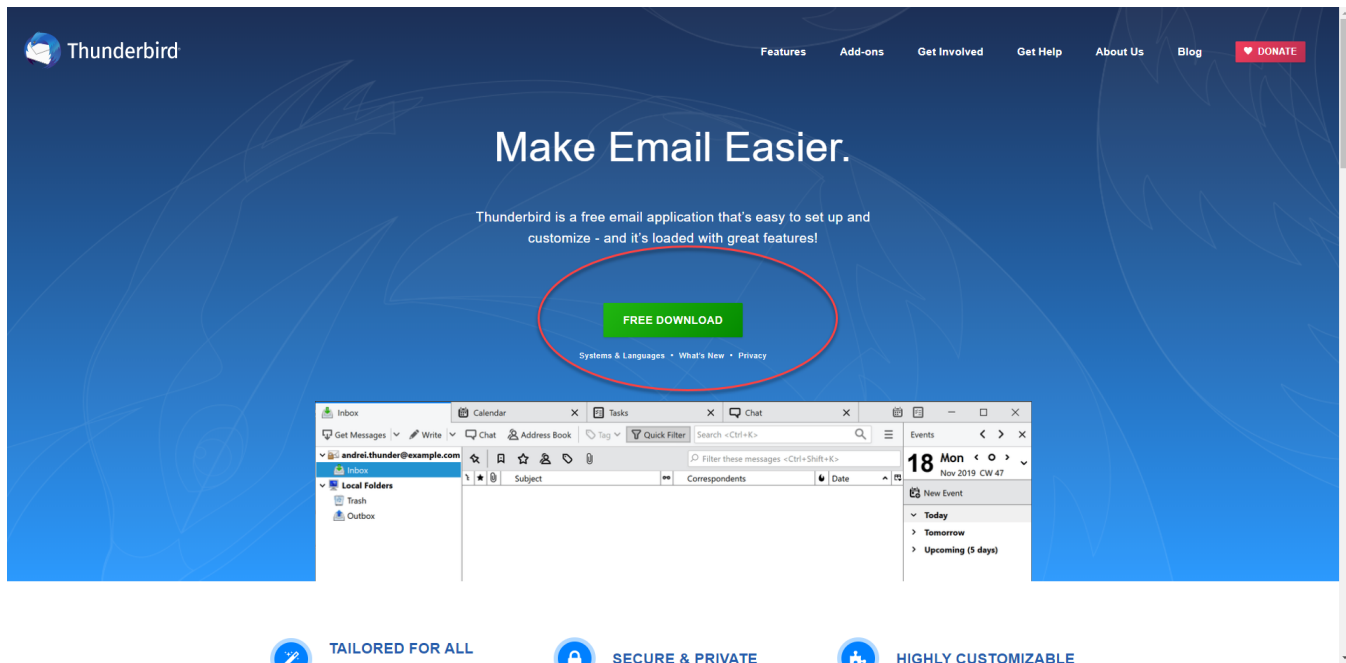 Thunderbird
Features Add-ons Get Involved Get Help About Us Blog DONATE
Make Email Easier.
Thunderbird is a free email application that's easy to set up and
customize - and it's loaded with great features!
FREE DOWNLOAD
Systems & Languages • What's New • Privacy
Inbox Calendar Tasks Chat
Get Messages Write Chat Address Book Tag Quick Filter Search <Ctrl+K> Events
andrei.thunder@example.com
Filter these messages <Ctrl+Shift+K>
18 Mon
Nov 2019 CW 47
Inbox
Subject Correspondents Date
Local Folders
New Event
Trash
Outbox
Today
Tomorrow
Upcoming (5 days)
TAILORED FOR ALL
SECURE & PRIVATE
HIGHLY CUSTOMIZABLE